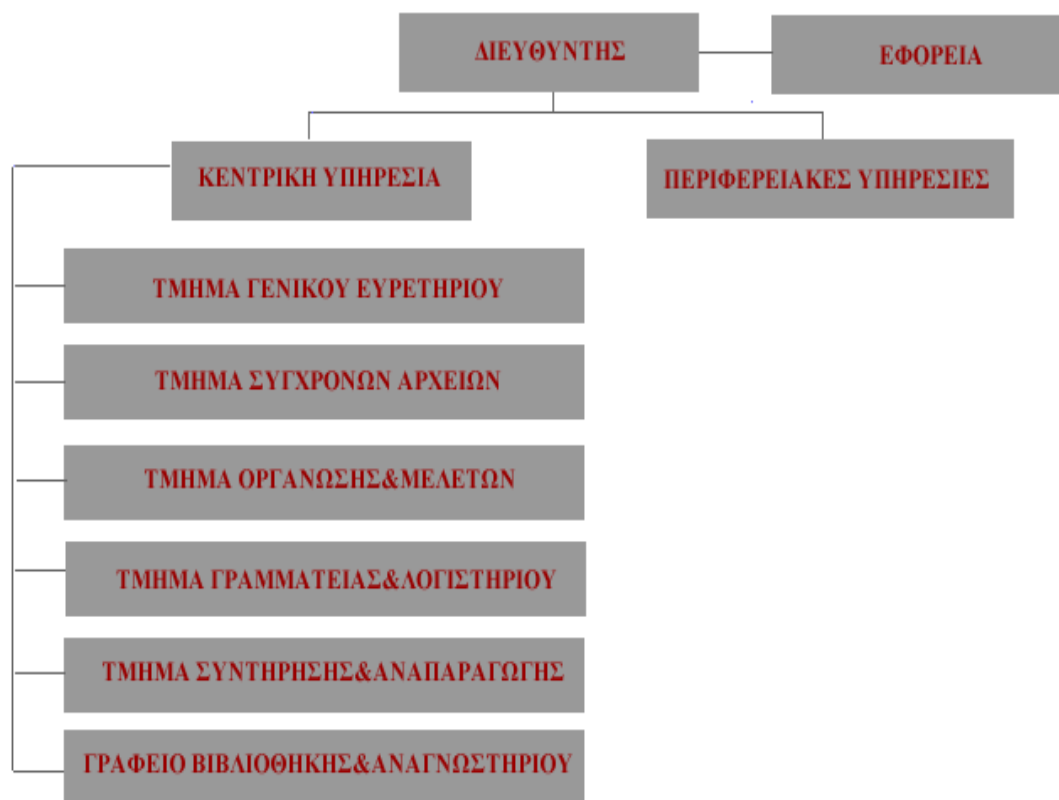 ΔΙΕΥΘΥΝΤΗΣ
ΕΦΟΡΕΙΑ
ΚΕΝΤΡΙΚΗ ΥΠΗΡΕΣΙΑ
ΠΕΡΙΦΕΡΕΙΑΚΕΣ ΥΠΗΡΕΣΙΕΣ
ΤΜΗΜΑ ΓΕΝΙΚΟΥ ΕΥΡΕΤΗΡΙΟΥ
ΤΜΗΜΑ ΣΥΓΧΡΟΝΩΝ ΑΡΧΕΙΩΝ
ΤΜΗΜΑ ΟΡΓΑΝΩΣΗΣ&ΜΕΛΕΤΩΝ
ΤΜΗΜΑ ΓΡΑΜΜΑΤΕΙΑΣ&ΛΟΓΙΣΤΗΡΙΟΥ
ΤΜΗΜΑ ΣΥΝΤΗΡΗΣΗΣ&ΑΝΑΠΑΡΑΓΩΓΗΣ
ΓΡΑΦΕΙΟ ΒΙΒΛΙΟΘΗΚΗΣ&ΑΝΑΓΝΩΣΤΗΡΙΟΥ